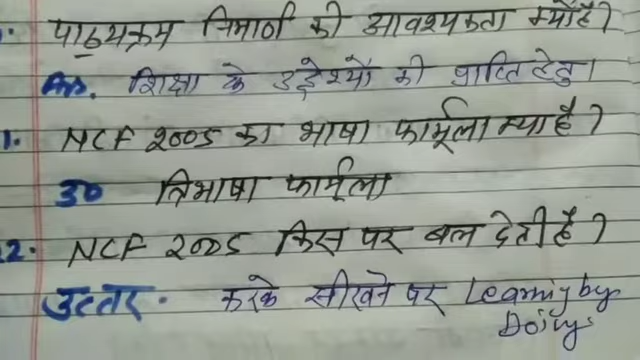 पाठ्यक्रम निर्माण की आवश्यकता क्यों है?
Ans. शिक्षा के उद्देश्यों की प्राप्ति हेतु।
1. NCF 2005 का भाषा फार्मूला क्या है?
उ० त्रिभाषा फार्मूला
2. NCF 2005 किस पर बल देती है?
उत्तर. करके सीखने पर Learning by
Doing